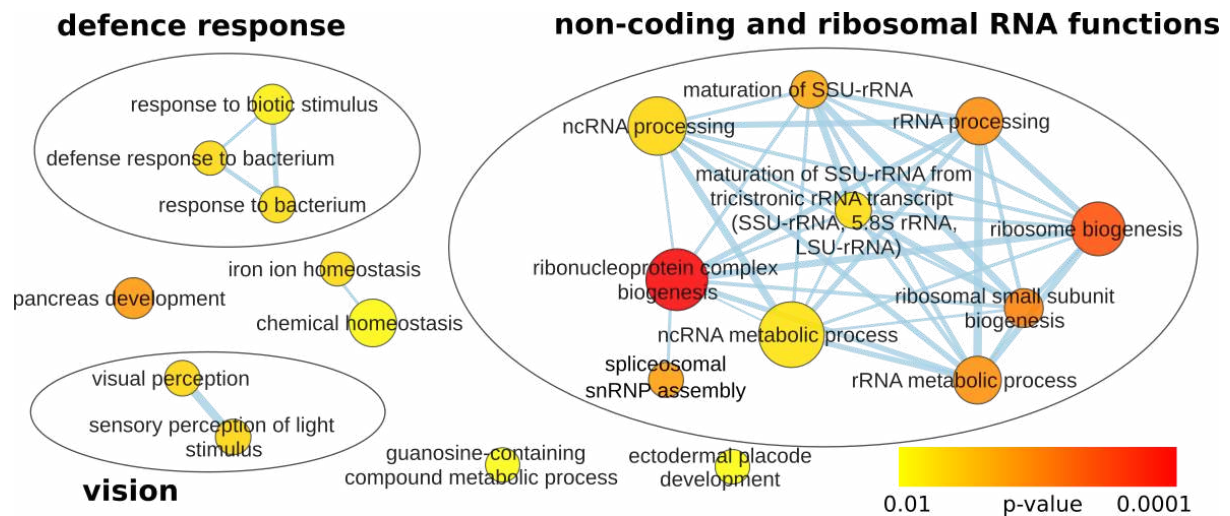 defence response
non-coding and ribosomal RNA functions
response to biotic stimulus
defense response to bacterium
response to bacterium
maturation of SSU-rRNA
ncRNA processing
rRNA processing
maturation of SSU-rRNA from
tricistronic rRNA transcript
(SSU-rRNA, 5.8S rRNA,
LSU-rRNA)
ribosome biogenesis
ribonucleoprotein complex
biogenesis
ribosomal small subunit
biogenesis
ncRNA metabolic process
spliceosomal
snRNP assembly
rRNA metabolic process
iron ion homeostasis
chemical homeostasis
pancreas development
visual perception
sensory perception of light
stimulus
vision
guanosine-containing
compound metabolic process
ectodermal placode
development
0.01 p-value 0.0001